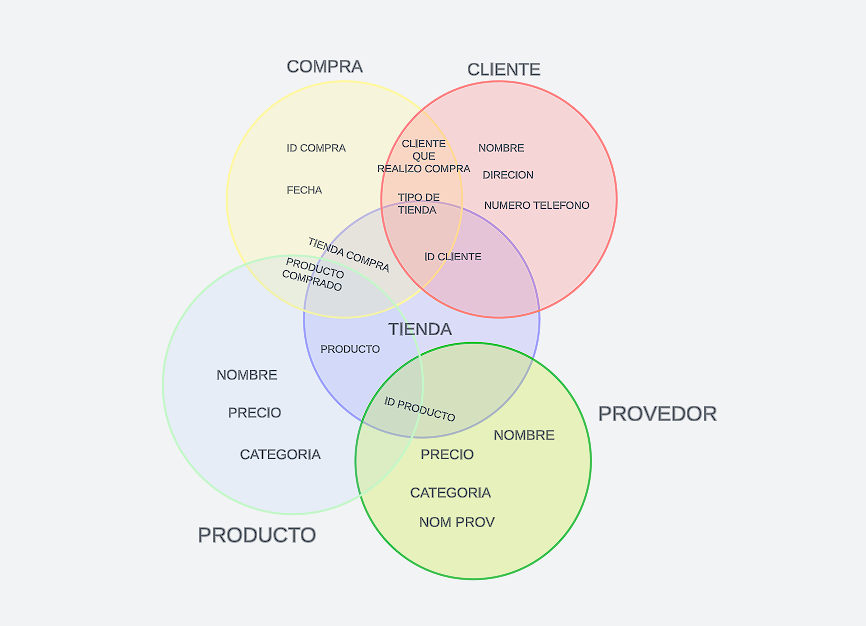 COMPRA
CLIENTE
ID COMPRA
FECHA
CLIENTE
QUE
REALIZO COMPRA
TIPO DE
TIENDA
NOMBRE
DIRECION
NUMERO TELEFONO
TIENDA COMPRA
ID CLIENTE
PRODUCTO
COMPRADO
TIENDA
PRODUCTO
NOMBRE
PRECIO
CATEGORIA
ID PRODUCTO
PROVEDOR
NOMBRE
PRECIO
CATEGORIA
NOM PROV
PRODUCTO